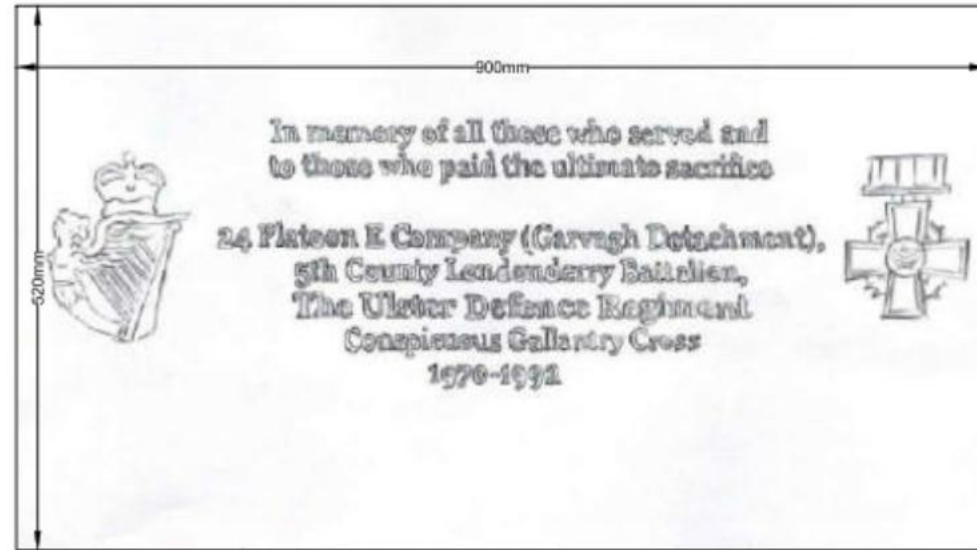 900mm
520mm
In memory of all those who served and
to those who paid the ultimate sacrifice
24 Platoon E Company (Garvagh Detachment),
5th County Londonderry Battalion,
The Ulster Defence Regiment
Conspicuous Gallantry Cross
1970-1992